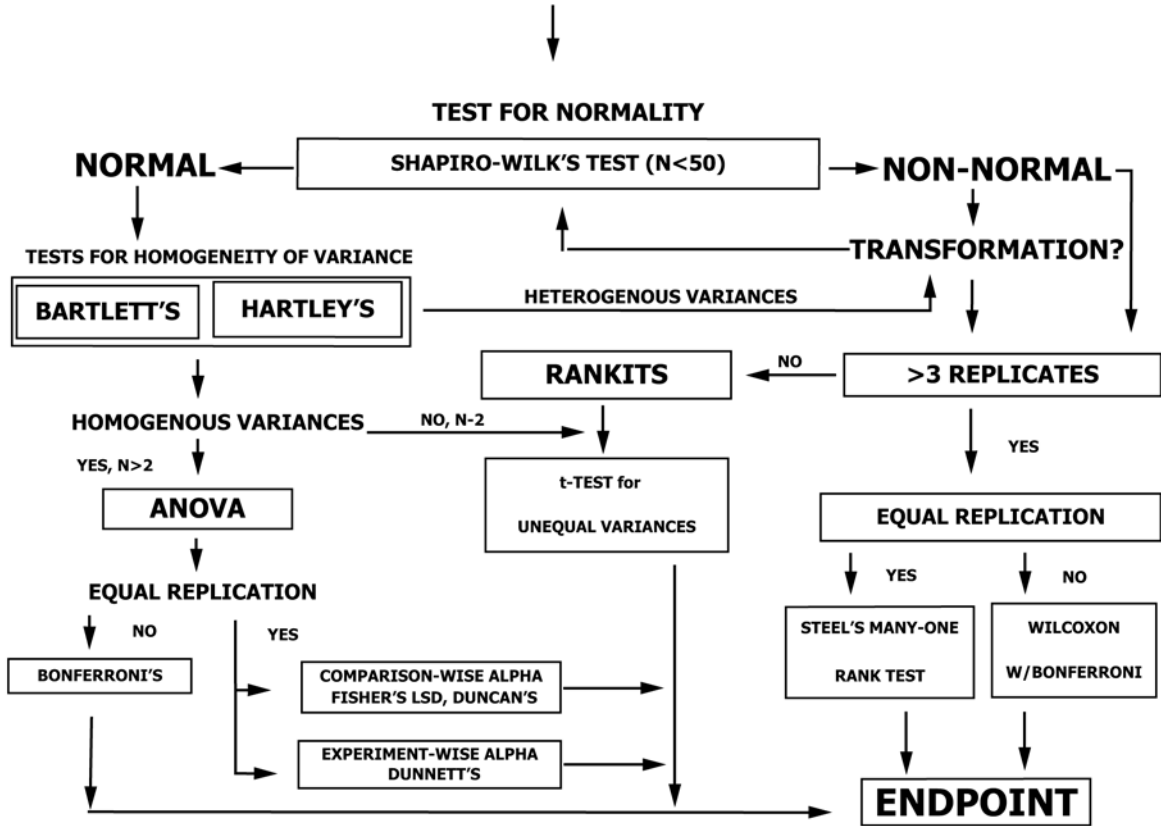 TEST FOR NORMALITY
SHAPIRO-WILK'S TEST (N<50)
NORMAL
NON-NORMAL
TESTS FOR HOMOGENEITY OF VARIANCE
TRANSFORMATION?
BARTLETT'S
HARTLEY'S
HETEROGENOUS VARIANCES
RANKITS
NO
>3 REPLICATES
HOMOGENOUS VARIANCES
NO, N-2
YES, N>2
YES
t-TEST for
UNEQUAL VARIANCES
ANOVA
EQUAL REPLICATION
EQUAL REPLICATION
YES
NO
NO
YES
STEEL'S MANY-ONE
RANK TEST
WILCOXON
W/BONFERRONI
BONFERRONI'S
COMPARISON-WISE ALPHA
FISHER'S LSD, DUNCAN'S
EXPERIMENT-WISE ALPHA
DUNNETT'S
ENDPOINT